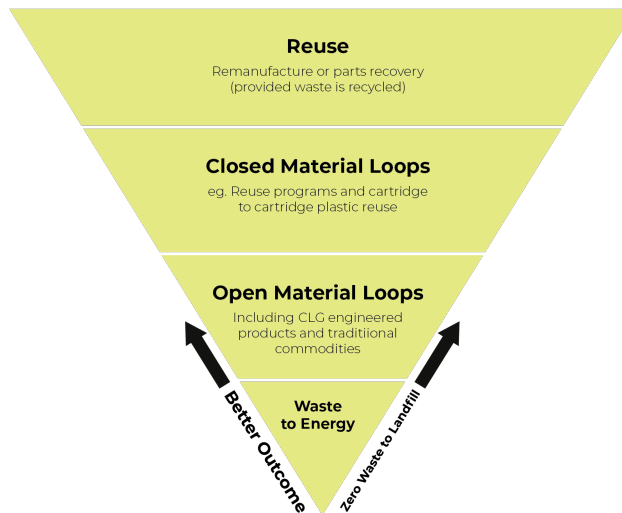 Reuse
Remanufacture or parts recovery
(provided waste is recycled)
Closed Material Loops
eg. Reuse programs and cartridge
to cartridge plastic reuse
Open Material Loops
Including CLG engineered
products and tradtiional
commodities
Waste
to Energy
Better Outcome
Zero Waste to Landfill